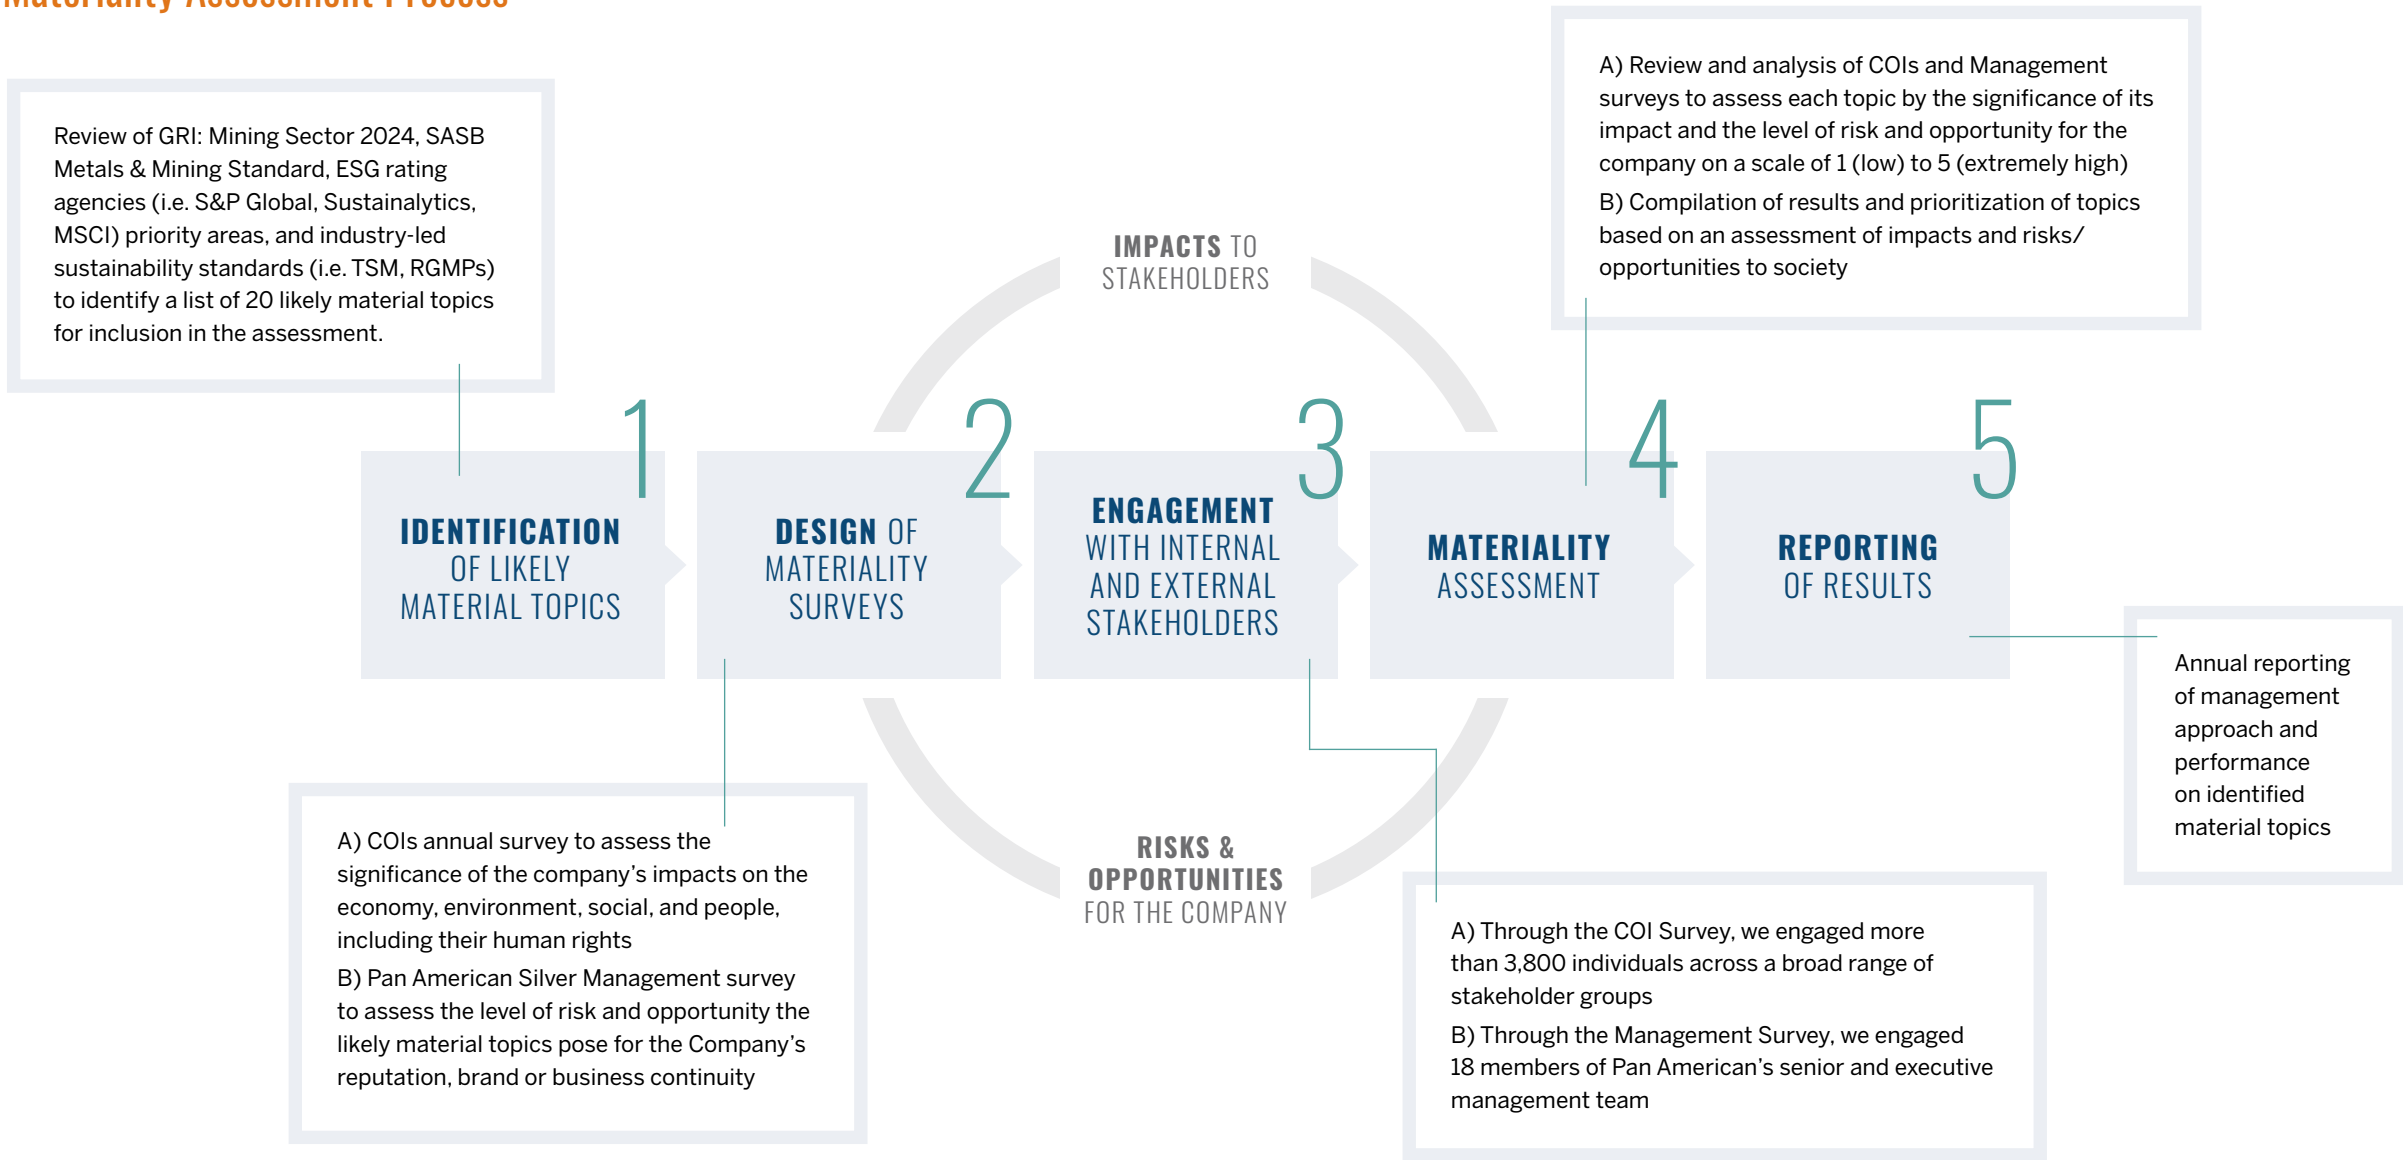 Materiality Assessment Process
Review of GRI: Mining Sector 2024, SASB
Metals & Mining Standard, ESG rating
agencies (i.e. S&P Global, Sustainalytics,
MSCI) priority areas, and industry-led
sustainability standards (i.e. TSM, RGMPs)
to identify a list of 20 likely material topics
for inclusion in the assessment.
A) Review and analysis of COIs and Management
surveys to assess each topic by the significance of its
impact and the level of risk and opportunity for the
company on a scale of 1 (low) to 5 (extremely high)
B) Compilation of results and prioritization of topics
based on an assessment of impacts and risks/
opportunities to society
IMPACTS TO
STAKEHOLDERS
1
IDENTIFICATION
OF LIKELY
MATERIAL TOPICS
2
DESIGN OF
MATERIALITY
SURVEYS
3
ENGAGEMENT
WITH INTERNAL
AND EXTERNAL
STAKEHOLDERS
4
MATERIALITY
ASSESSMENT
5
REPORTING
OF RESULTS
A) COIs annual survey to assess the
significance of the company's impacts on the
economy, environment, social, and people,
including their human rights
B) Pan American Silver Management survey
to assess the level of risk and opportunity the
likely material topics pose for the Company's
reputation, brand or business continuity
RISKS &
OPPORTUNITIES
FOR THE COMPANY
A) Through the COI Survey, we engaged more
than 3,800 individuals across a broad range of
stakeholder groups
B) Through the Management Survey, we engaged
18 members of Pan American's senior and executive
management team
Annual reporting
of management
approach and
performance
on identified
material topics